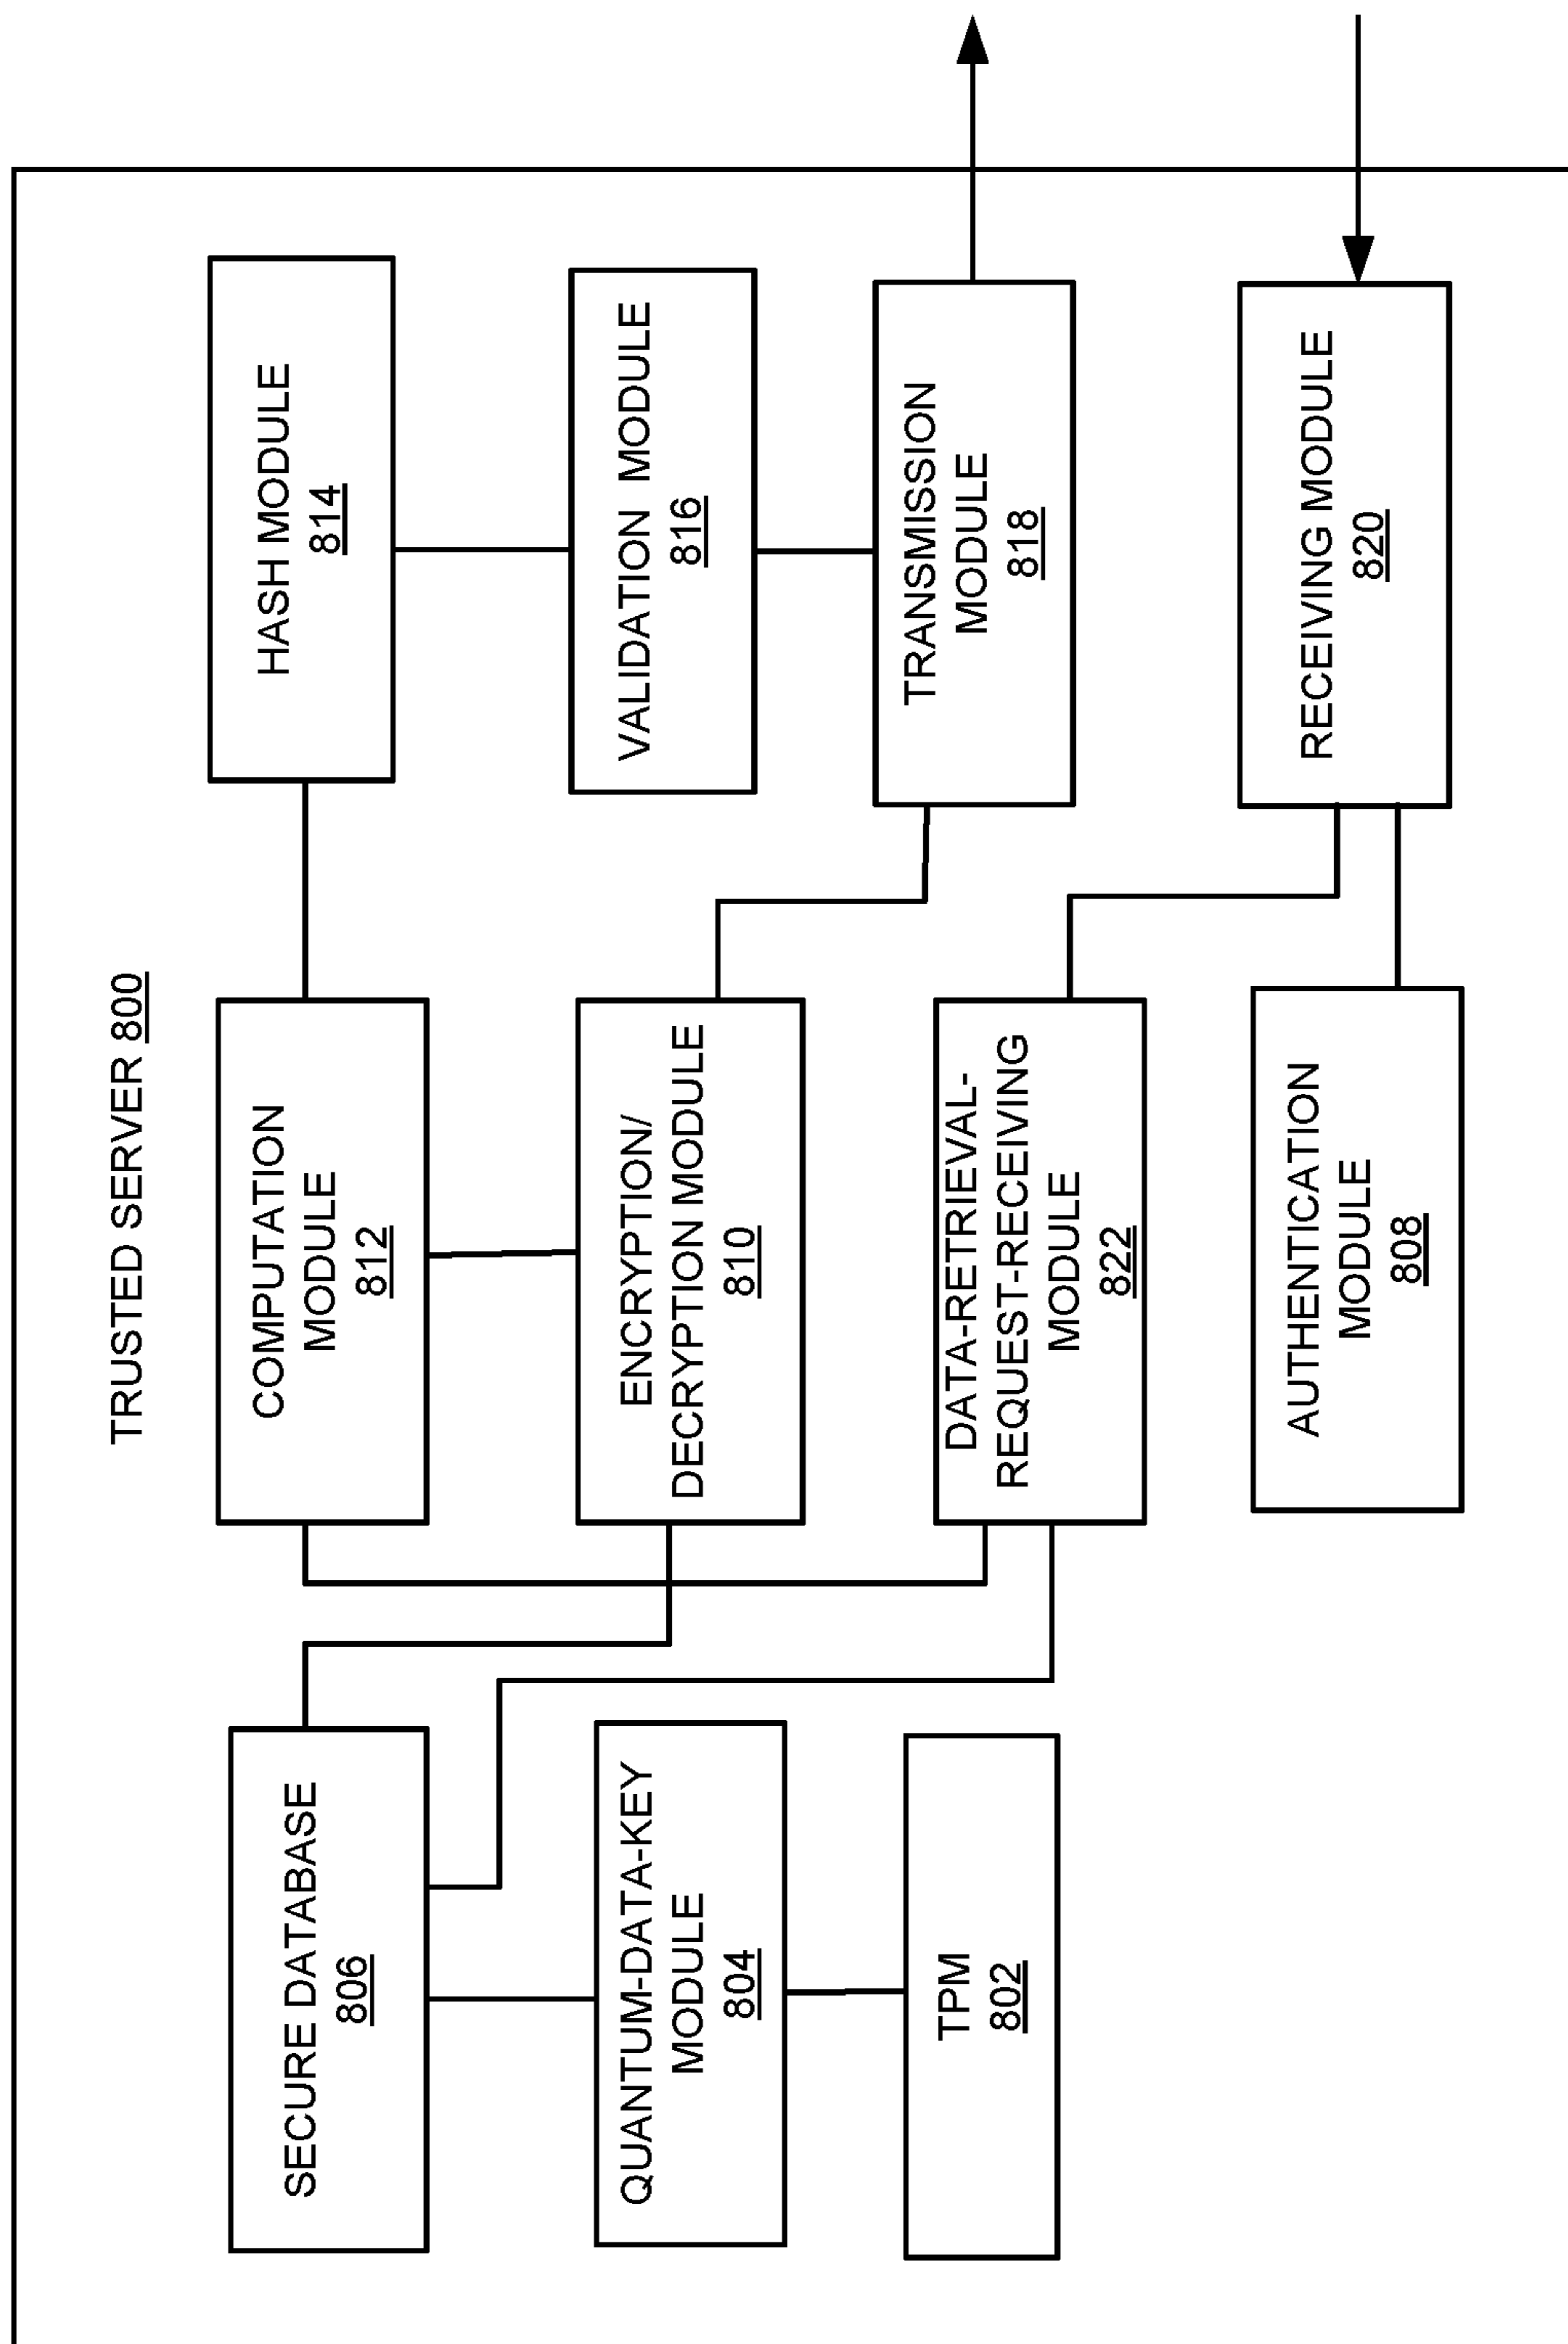 TRUSTED SERVER 800
SECURE DATABASE
806
QUANTUM-DATA-KEY
MODULE
804
TPM
802
COMPUTATION
MODULE
812
ENCRYPTION/
DECRYPTION MODULE
810
DATA-RETRIEVAL-
REQUEST-RECEIVING
MODULE
822
AUTHENTICATION
MODULE
808
HASH MODULE
814
VALIDATION MODULE
816
TRANSMISSION
MODULE
818
RECEIVING MODULE
820